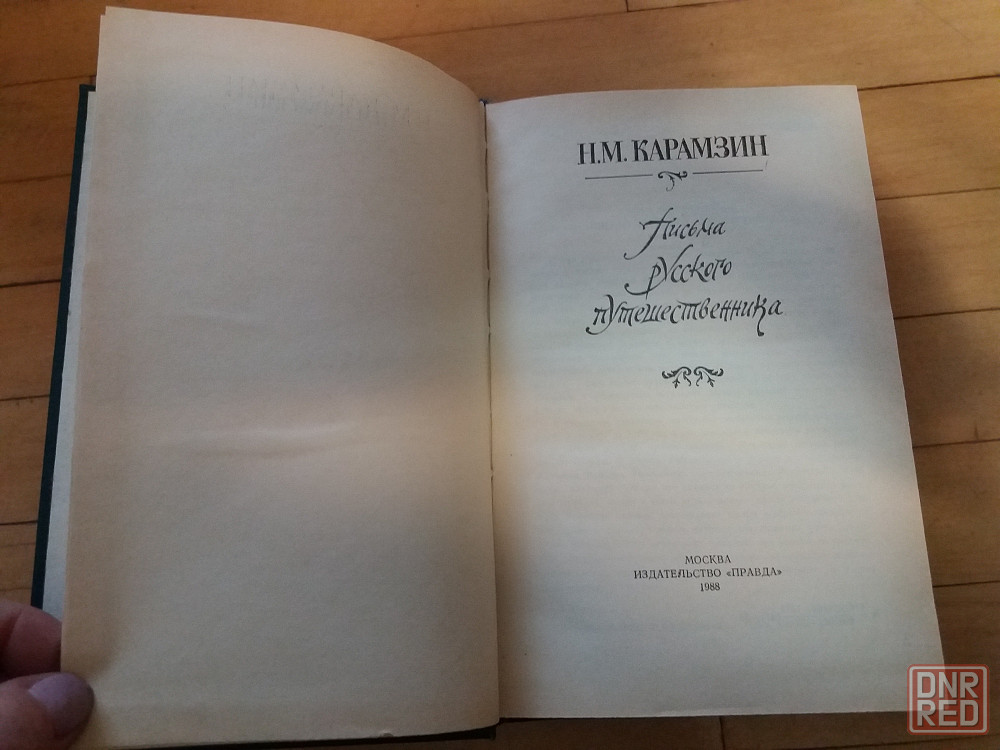 Н.М. КАРАМЗИН
Письма
русского
путешественника
МОСКВА
ИЗДАТЕЛЬСТВО «ПРАВДА»
1988
DNR
RED